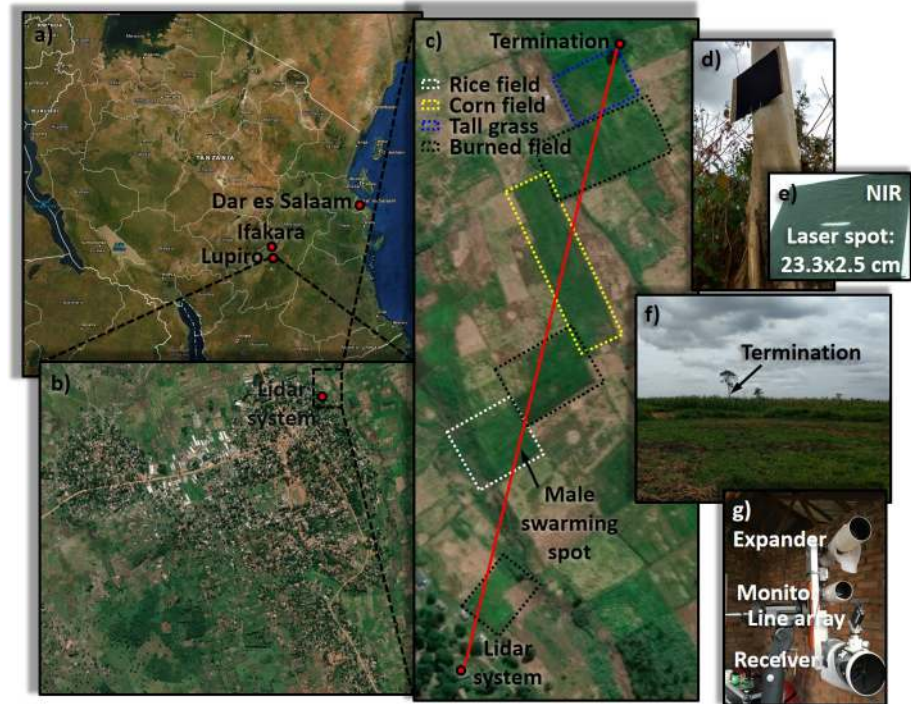 a)
TANZANIA
Dar es Salaam
Ifakara
Lupiro
b)
Lidar
system
c)
Termination
Rice field
Corn field
Tall grass
Burned field
Male
swarming
spot
Lidar
system
d)
e)
NIR
Laser spot:
23.3x2.5 cm
f)
Termination
g)
Expander
Monitor
Line array
Receiver